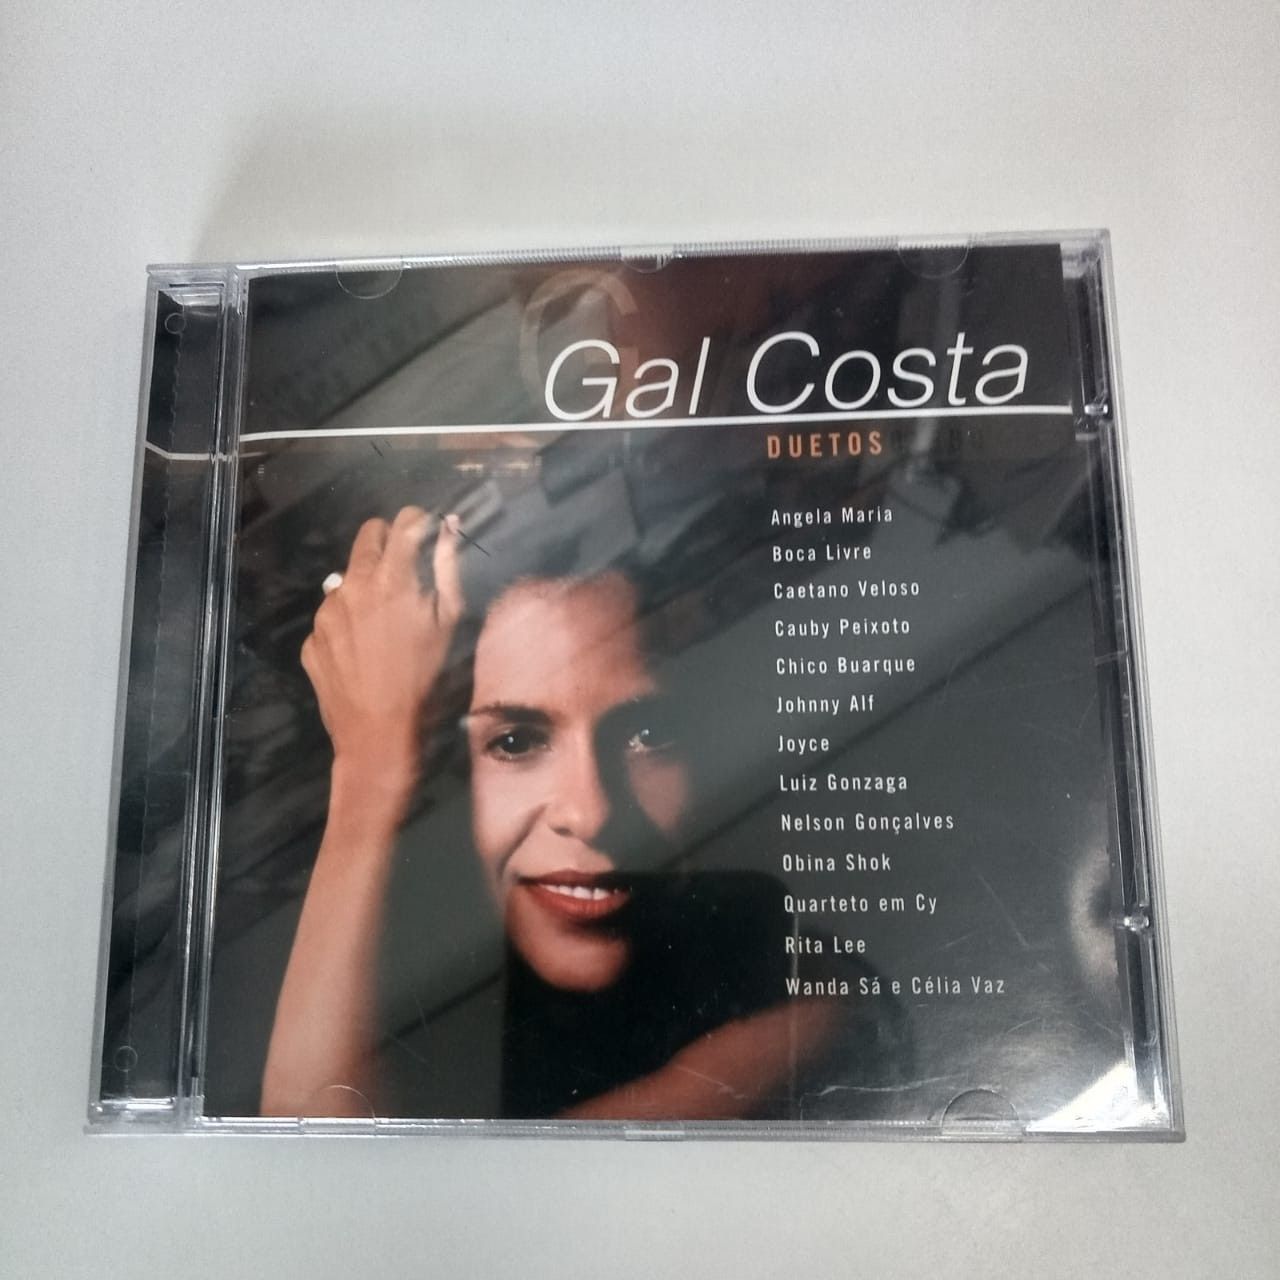 Gal Costa
DUETOS
Angela Maria
Boca Livre
Caetano Veloso
Cauby Peixoto
Chico Buarque
Johnny Alf
Joyce
Luiz Gonzaga
Nelson Gonçalves
Obina Shok
Quarteto em Cy
Rita Lee
Wanda Sá e Célia Vaz